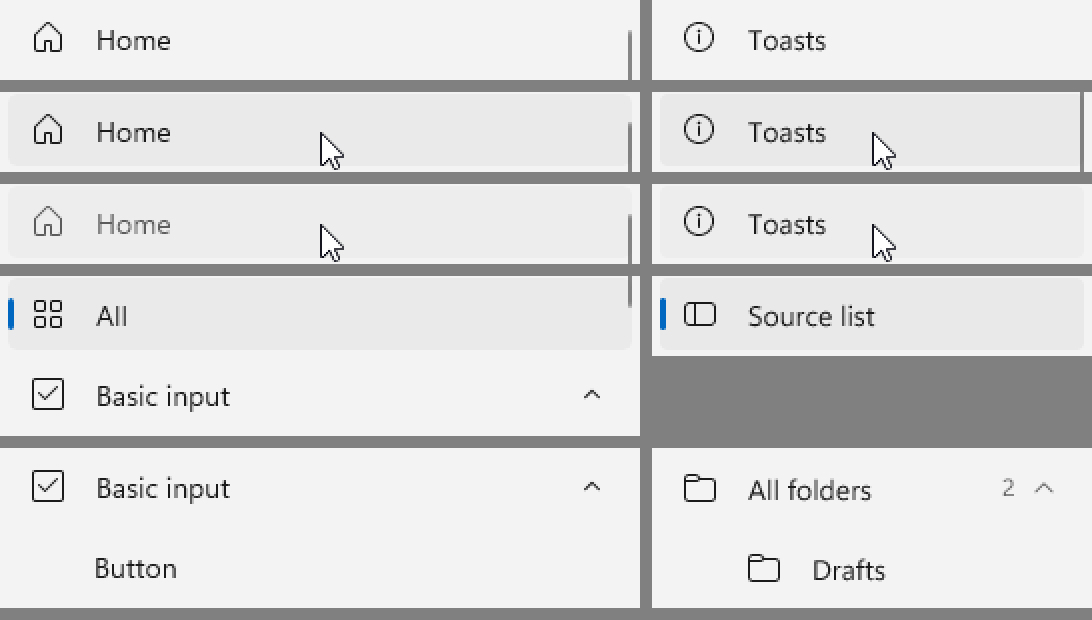 Home
Toasts
Home
Toasts
Home
Toasts
All
Source list
Basic input
Basic input
All folders 2
Button
Drafts